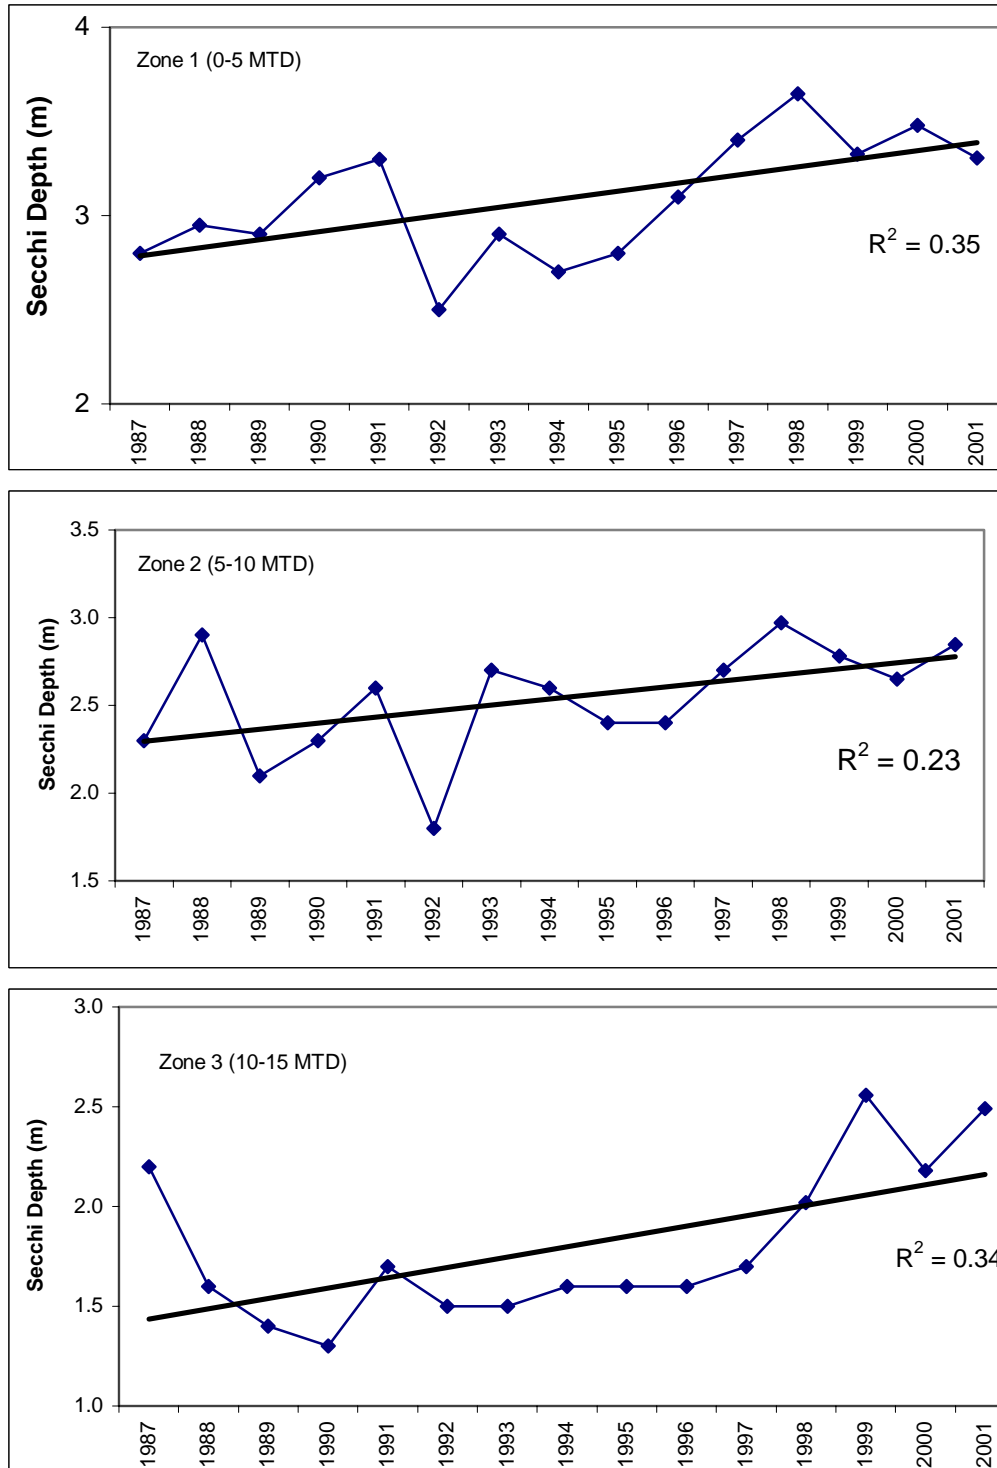 Zone 1 (0-5 MTD)
Secchi Depth (m)
4
3
2
R² = 0.35
1987 1988 1989 1990 1991 1992 1993 1994 1995 1996 1997 1998 1999 2000 2001
Zone 2 (5-10 MTD)
Secchi Depth (m)
3.5
3.0
2.5
2.0
1.5
R² = 0.23
1987 1988 1989 1990 1991 1992 1993 1994 1995 1996 1997 1998 1999 2000 2001
Zone 3 (10-15 MTD)
Secchi Depth (m)
3.0
2.5
2.0
1.5
1.0
R² = 0.34
1987 1988 1989 1990 1991 1992 1993 1994 1995 1996 1997 1998 1999 2000 2001